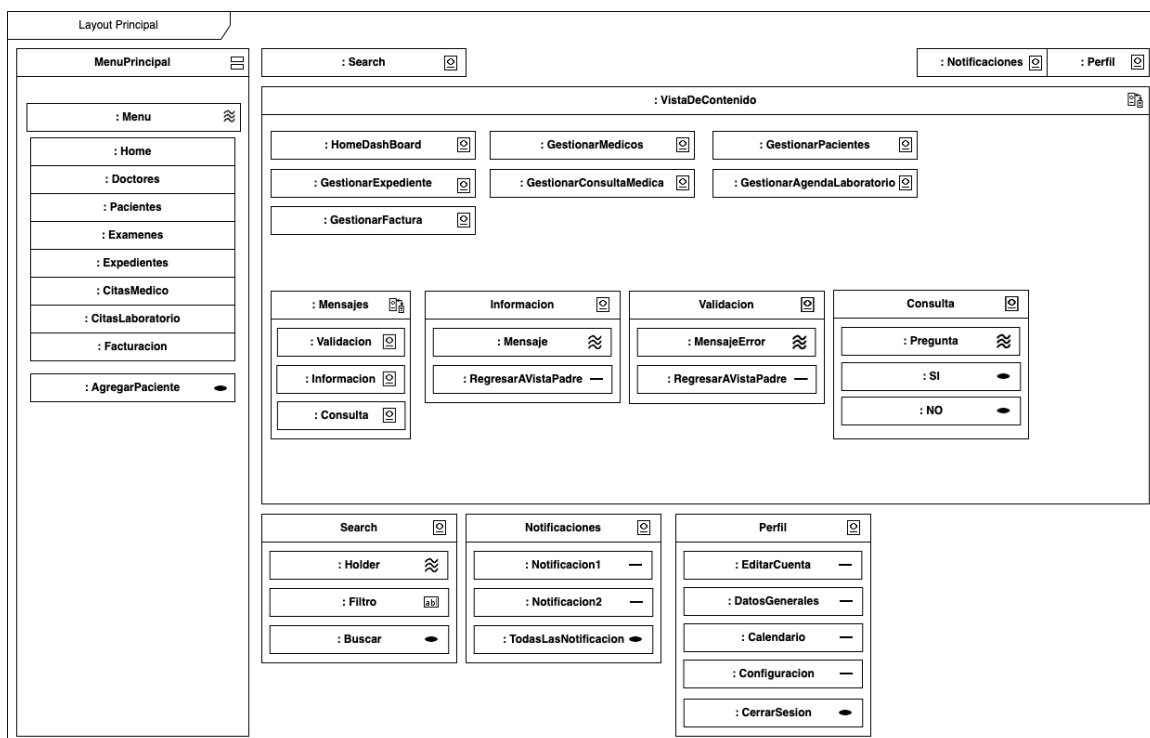 Layout Principal
MenuPrincipal
: Menu
: Home
: Doctores
: Pacientes
: Examenes
: Expedientes
: CitasMedico
: CitasLaboratorio
: Facturacion
: AgregarPaciente
: Search
: Notificaciones
: Perfil
: VistaDeContenido
: HomeDashBoard
: GestionarMedicos
: GestionarPacientes
: GestionarExpediente
: GestionarConsultaMedica
: GestionarAgendaLaboratorio
: GestionarFactura
: Mensajes
: Validacion
: Informacion
: Consulta
Informacion
: Mensaje
: RegresarAVistaPadre
Validacion
: MensajeError
: RegresarAVistaPadre
Consulta
: Pregunta
: SI
: NO
Search
: Holder
: Filtro
ab
: Buscar
Notificaciones
: Notificacion1
: Notificacion2
: TodasLasNotificacion
Perfil
: EditarCuenta
: DatosGenerales
: Calendario
: Configuracion
: CerrarSesion